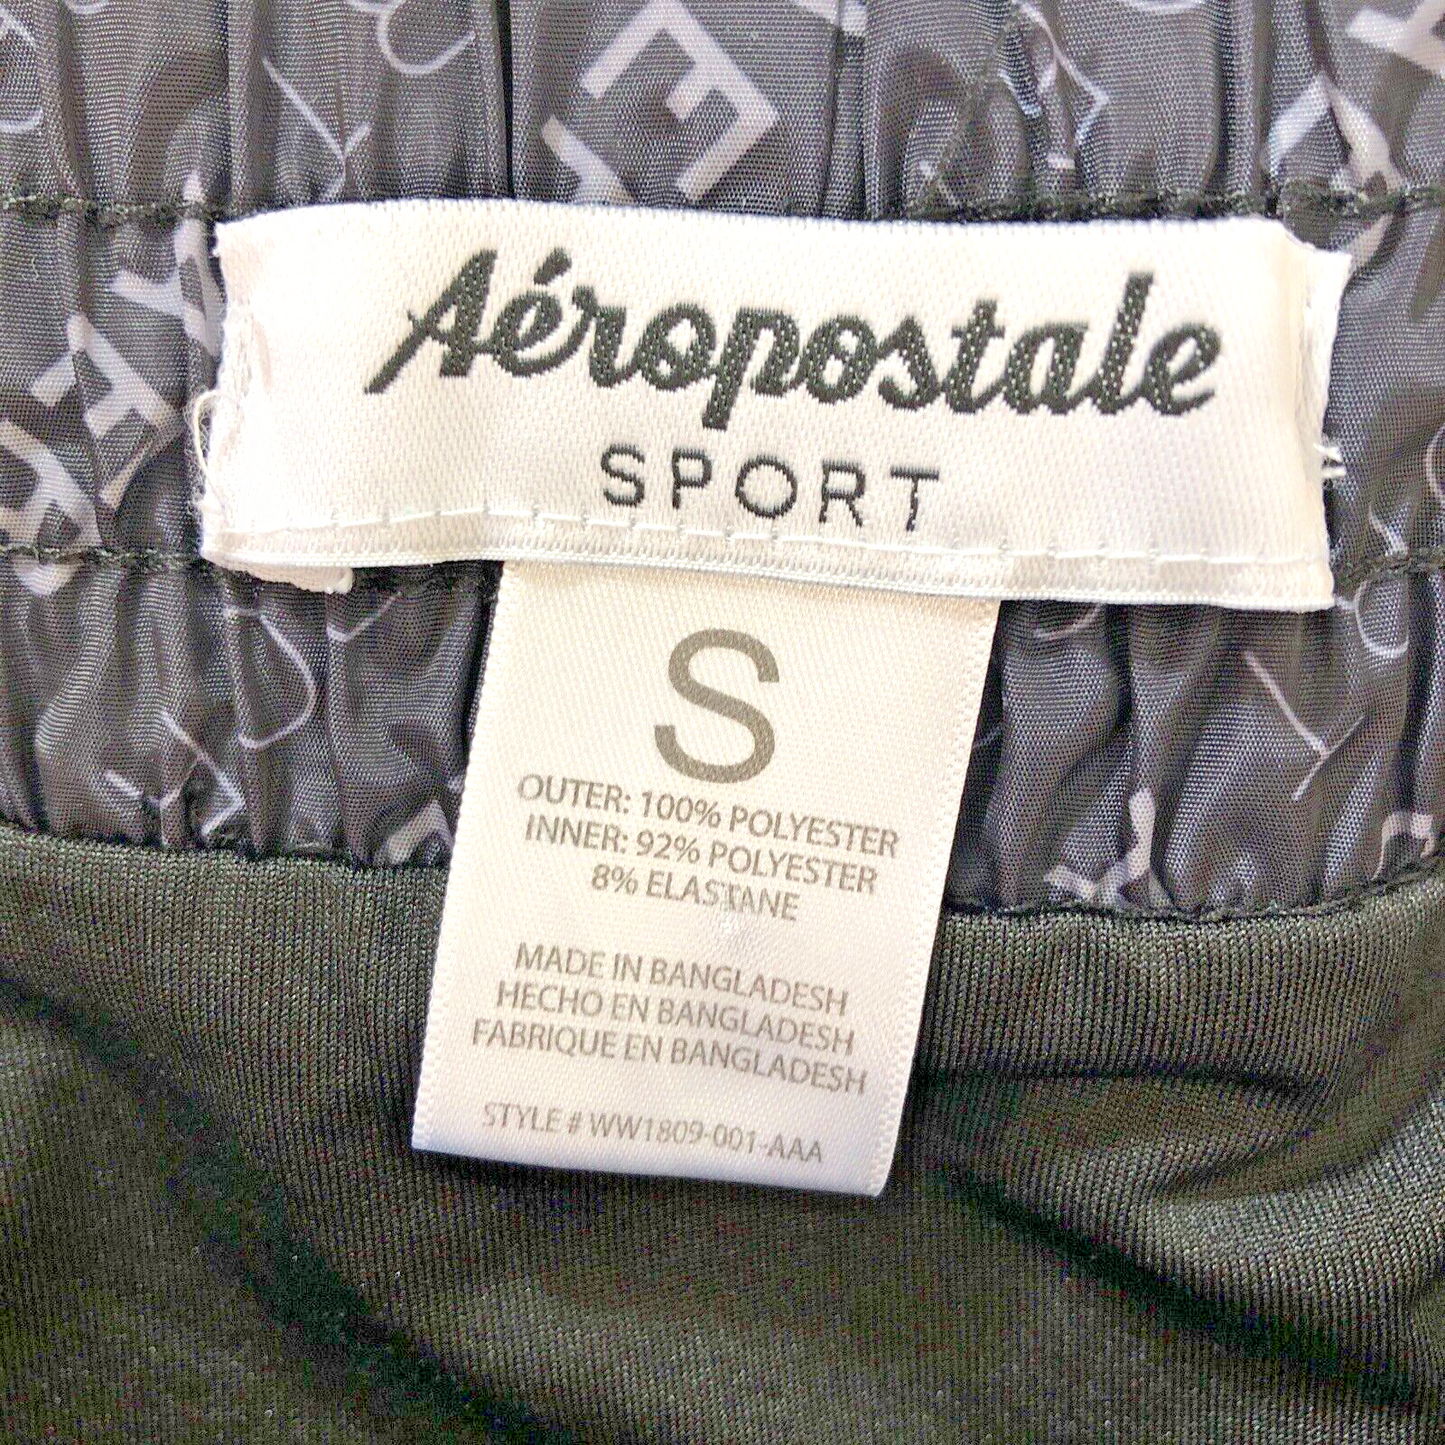 Aéropostale
SPORT
S
OUTER: 100% POLYESTER
INNER: 92% POLYESTER
8% ELASTANE
MADE IN BANGLADESH
HECHO EN BANGLADESH
FABRIQUE EN BANGLADESH
STYLE # WW1809-001-AAA